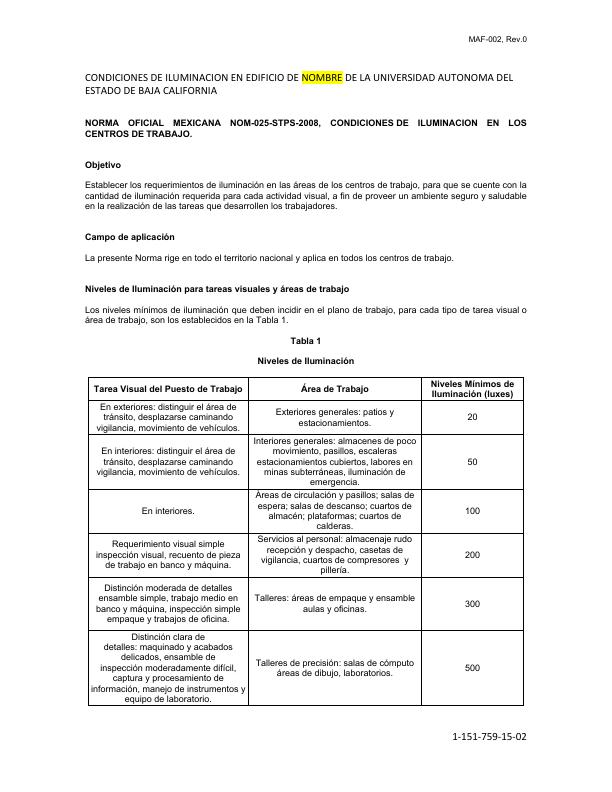 MAF-002, Rev.0
CONDICIONES DE ILUMINACION EN EDIFICIO DE NOMBRE DE LA UNIVERSIDAD AUTONOMA DEL
ESTADO DE BAJA CALIFORNIA
NORMA OFICIAL MEXICANA NOM-025-STPS-2008, CONDICIONES DE ILUMINACION EN LOS
CENTROS DE TRABAJO.
Objetivo
Establecer los requerimientos de iluminación en las áreas de los centros de trabajo, para que se cuente con la
cantidad de iluminación requerida para cada actividad visual, a fin de proveer un ambiente seguro y saludable
en la realización de las tareas que desarrollen los trabajadores.
Campo de aplicación
La presente Norma rige en todo el territorio nacional y aplica en todos los centros de trabajo.
Niveles de Iluminación para tareas visuales y áreas de trabajo
Los niveles mínimos de iluminación que deben incidir en el plano de trabajo, para cada tipo de tarea visual o
área de trabajo, son los establecidos en la Tabla 1.
Tabla 1
Niveles de Iluminación
Tarea Visual del Puesto de Trabajo
Área de Trabajo
Niveles Mínimos de
Iluminación (luxes)
En exteriores: distinguir el área de
tránsito, desplazarse caminando
vigilancia, movimiento de vehículos.
Exteriores generales: patios y
estacionamientos.
20
En interiores: distinguir el área de
tránsito, desplazarse caminando
vigilancia, movimiento de vehículos.
Interiores generales: almacenes de poco
movimiento, pasillos, escaleras
estacionamientos cubiertos, labores en
minas subterráneas, iluminación de
emergencia.
50
En interiores.
Áreas de circulación y pasillos; salas de
espera; salas de descanso; cuartos de
almacén; plataformas; cuartos de
calderas.
100
Requerimiento visual simple
inspección visual, recuento de pieza
de trabajo en banco y máquina.
Servicios al personal: almacenaje rudo
recepción y despacho, casetas de
vigilancia, cuartos de compresores y
pillería.
200
Distinción moderada de detalles
ensamble simple, trabajo medio en
banco y máquina, inspección simple
empaque y trabajos de oficina.
Talleres: áreas de empaque y ensamble
aulas y oficinas.
300
Distinción clara de
detalles: maquinado y acabados
delicados, ensamble de
inspección moderadamente difícil,
captura y procesamiento de
información, manejo de instrumentos y
equipo de laboratorio.
Talleres de precisión: salas de cómputo
áreas de dibujo, laboratorios.
500
1-151-759-15-02